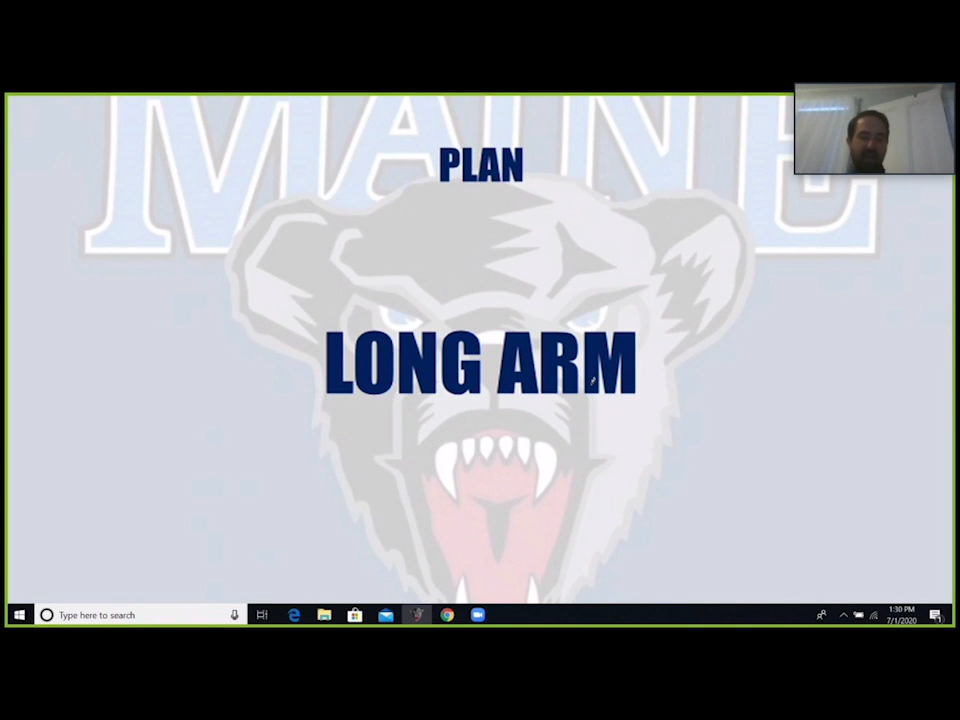 MAINE
PLAN
LONG ARM
Type here to search
1:30 PM
7/1/2020